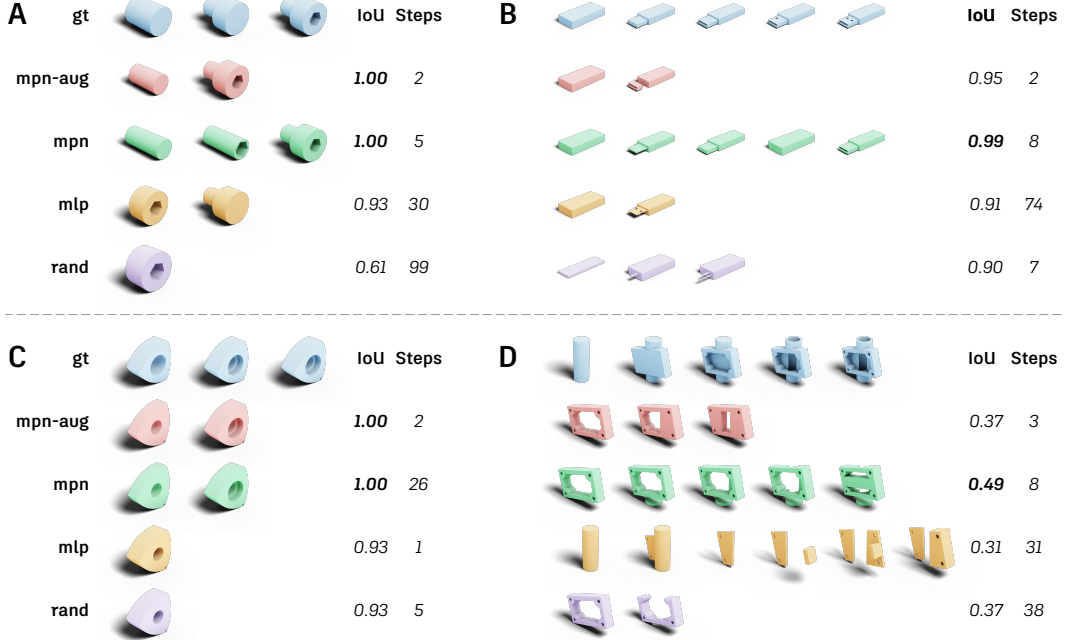 A gt IoU Steps
mpn-aug 1.00 2
mpn 1.00 5
mlp 0.93 30
rand 0.61 99
B IoU Steps
0.95 2
0.99 8
0.91 74
0.90 7
C gt IoU Steps
mpn-aug 1.00 2
mpn 1.00 26
mlp 0.93 1
rand 0.93 5
D IoU Steps
0.37 3
0.49 8
0.31 31
0.37 38